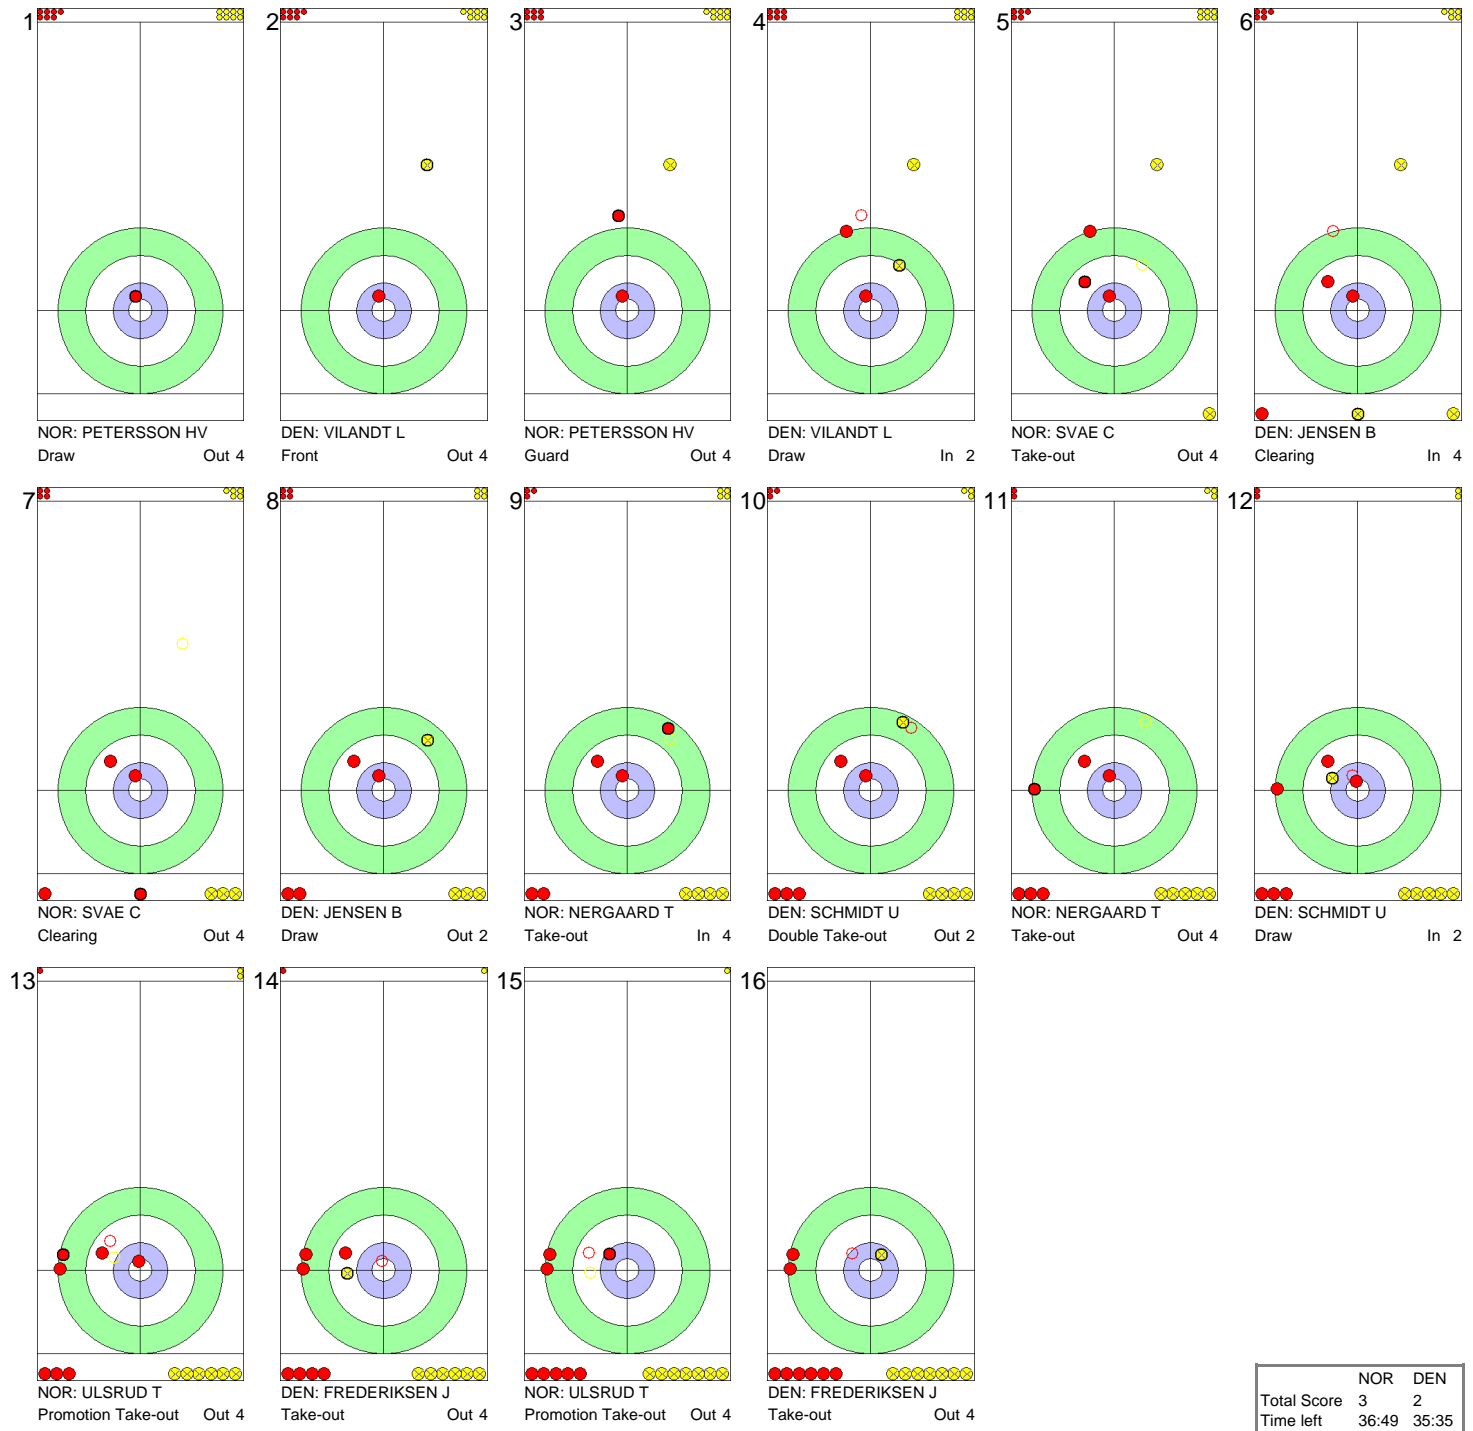 1 2 3 4 5 6
NOR: PETERSSON HV DEN: VILANDT L NOR: PETERSSON HV DEN: VILANDT L NOR: SVAE C DEN: JENSEN B
Draw Out 4 Front Out 4 Guard Out 4 Draw In 2 Take-out Out 4 Clearing In 4
7 8 9 10 11 12
NOR: SVAE C DEN: JENSEN B NOR: NERGAARD T DEN: SCHMIDT U NOR: NERGAARD T DEN: SCHMIDT U
Clearing Out 4 Draw Out 2 Take-out In 4 Double Take-out Out 2 Take-out Out 4 Draw In 2
13 14 15 16
NOR: ULSRUD T DEN: FREDERIKSEN J NOR: ULSRUD T DEN: FREDERIKSEN J
Promotion Take-out Out 4 Take-out Out 4 Promotion Take-out Out 4 Take-out Out 4
NOR DEN
Total Score 3 2
Time left 36:49 35:35